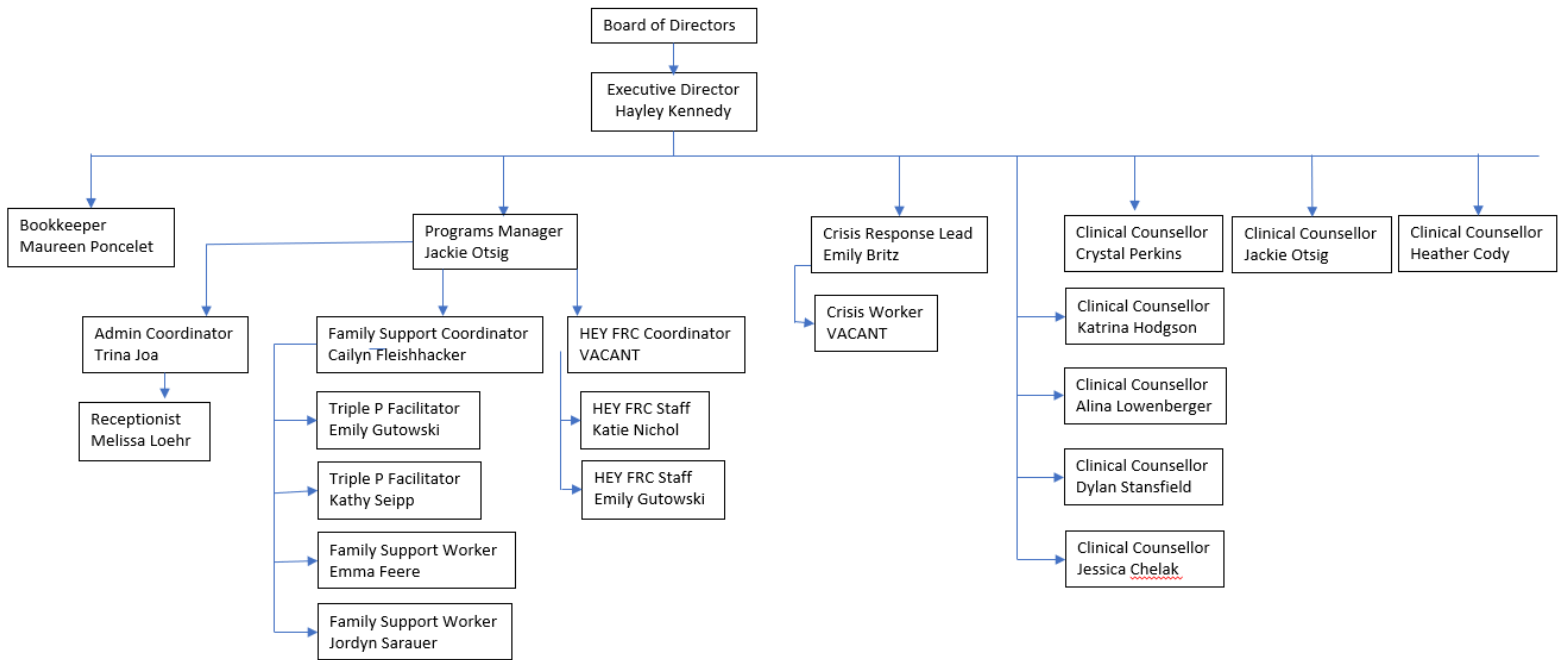 Board of Directors
Executive Director
Hayley Kennedy
Bookkeeper
Maureen Poncelet
Programs Manager
Jackie Otsig
Crisis Response Lead
Emily Britz
Clinical Counsellor
Crystal Perkins
Clinical Counsellor
Jackie Otsig
Clinical Counsellor
Heather Cody
Admin Coordinator
Trina Joa
Receptionist
Melissa Loehr
Family Support Coordinator
Cailyn Fleishhacker
Triple P Facilitator
Emily Gutowski
Triple P Facilitator
Kathy Seipp
Family Support Worker
Emma Feere
Family Support Worker
Jordyn Sarauer
HEY FRC Coordinator
VACANT
HEY FRC Staff
Katie Nichol
HEY FRC Staff
Emily Gutowski
Crisis Worker
VACANT
Clinical Counsellor
Katrina Hodgson
Clinical Counsellor
Alina Lowenberger
Clinical Counsellor
Dylan Stansfield
Clinical Counsellor
Jessica Chelak